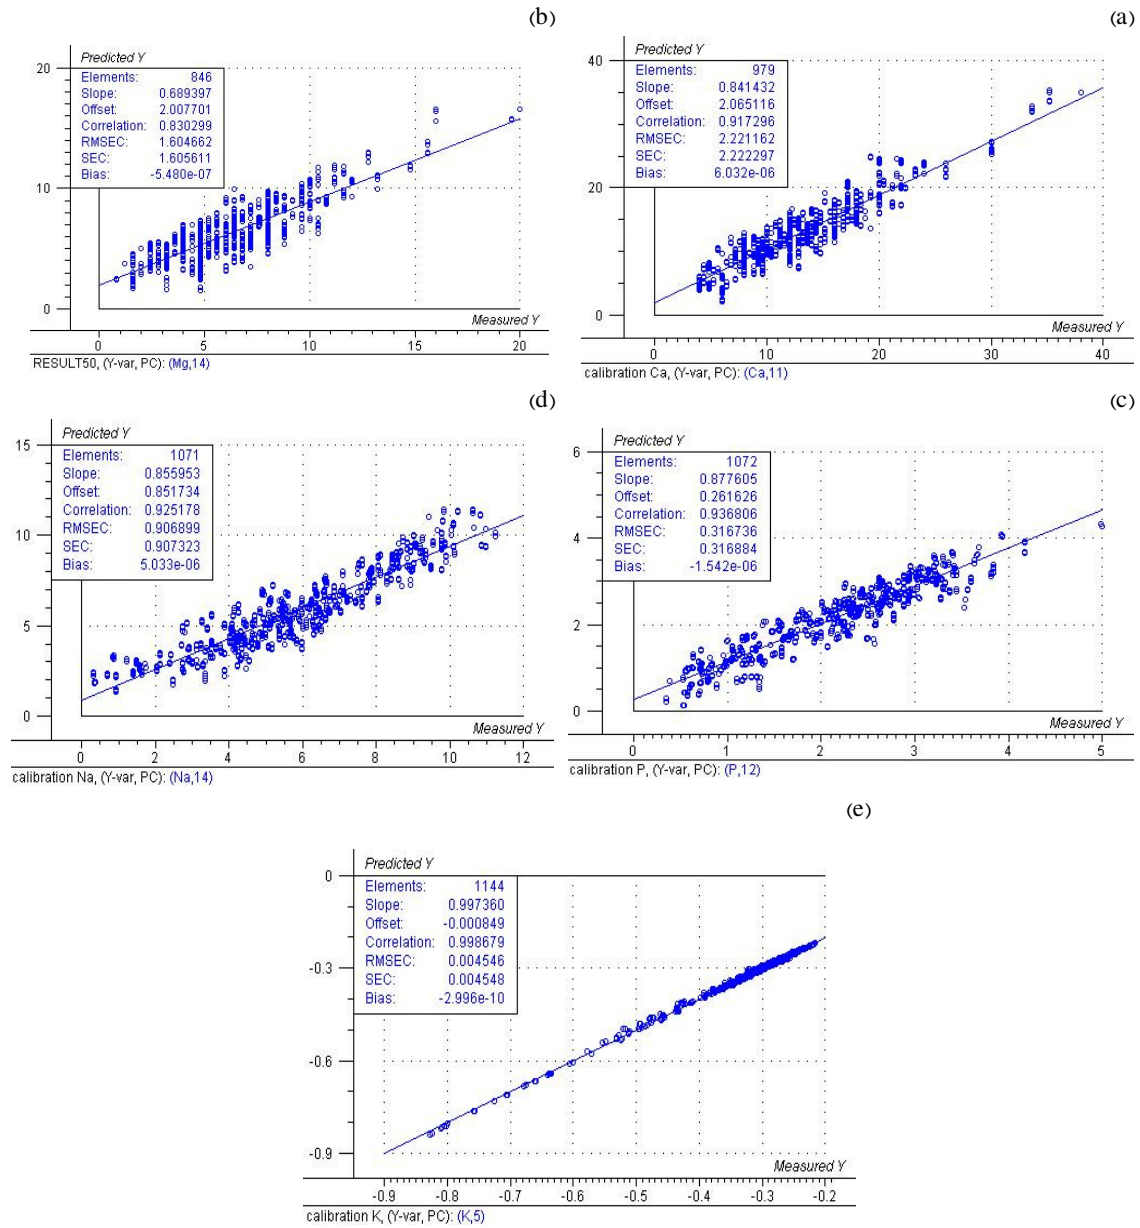 (b)
Predicted Y
20
10
0
Elements: 846
Slope: 0.689397
Offset: 2.007701
Correlation: 0.830299
RMSEC: 1.604662
SEC: 1.605611
Bias: -5.480e-07
Measured Y
0 5 10 15 20
RESULT50, (Y-var, PC): (Mg,14)
(a)
Predicted Y
40
20
0
Elements: 979
Slope: 0.841432
Offset: 2.065116
Correlation: 0.917296
RMSEC: 2.221162
SEC: 2.222297
Bias: 6.032e-06
Measured Y
0 10 20 30 40
calibration Ca, (Y-var, PC): (Ca,11)
(d)
Predicted Y
15
10
5
0
Elements: 1071
Slope: 0.855953
Offset: 0.851734
Correlation: 0.925178
RMSEC: 0.906899
SEC: 0.907323
Bias: 5.033e-06
Measured Y
0 2 4 6 8 10 12
calibration Na, (Y-var, PC): (Na,14)
(c)
Predicted Y
6
4
2
0
Elements: 1072
Slope: 0.877605
Offset: 0.261626
Correlation: 0.936806
RMSEC: 0.316736
SEC: 0.316884
Bias: -1.542e-06
Measured Y
0 1 2 3 4 5
calibration P, (Y-var, PC): (P,12)
(e)
Predicted Y
0
-0.3
-0.6
-0.9
Elements: 1144
Slope: 0.997360
Offset: -0.000849
Correlation: 0.998679
RMSEC: 0.004546
SEC: 0.004548
Bias: -2.996e-10
Measured Y
-0.9 -0.8 -0.7 -0.6 -0.5 -0.4 -0.3 -0.2
calibration K, (Y-var, PC): (K,5)